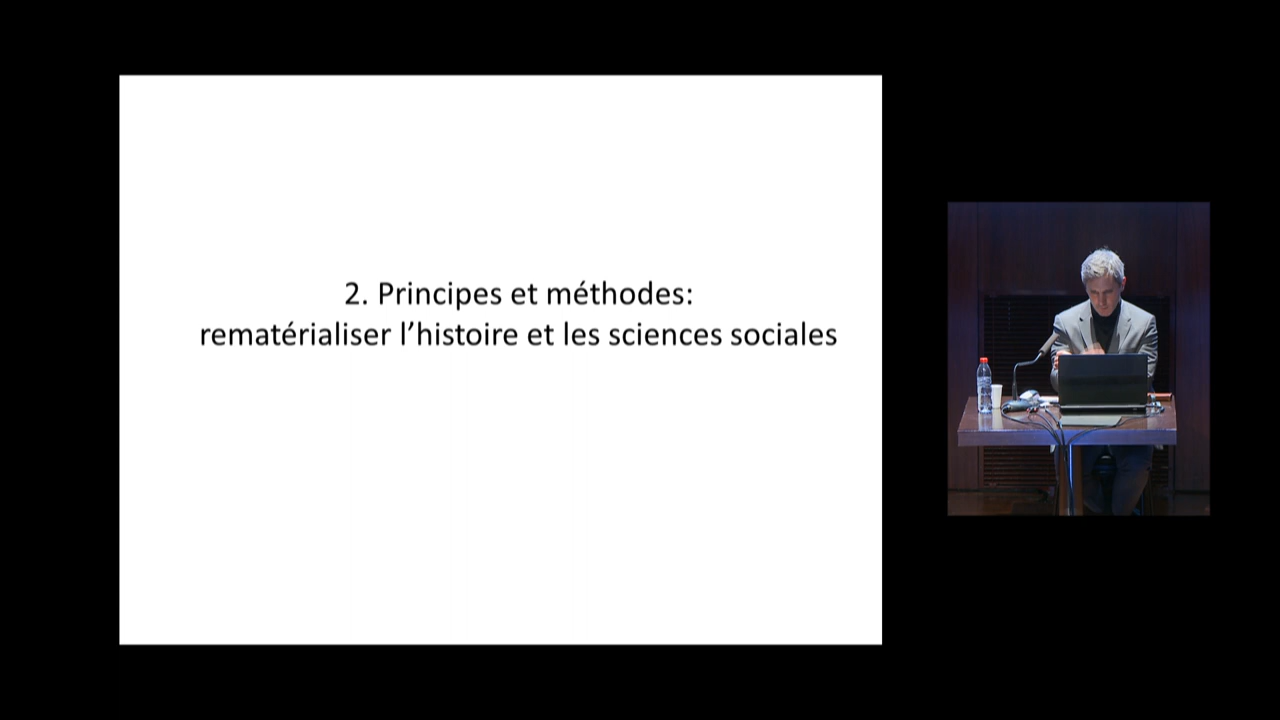 2. Principes et méthodes:
rematérialiser l’histoire et les sciences sociales